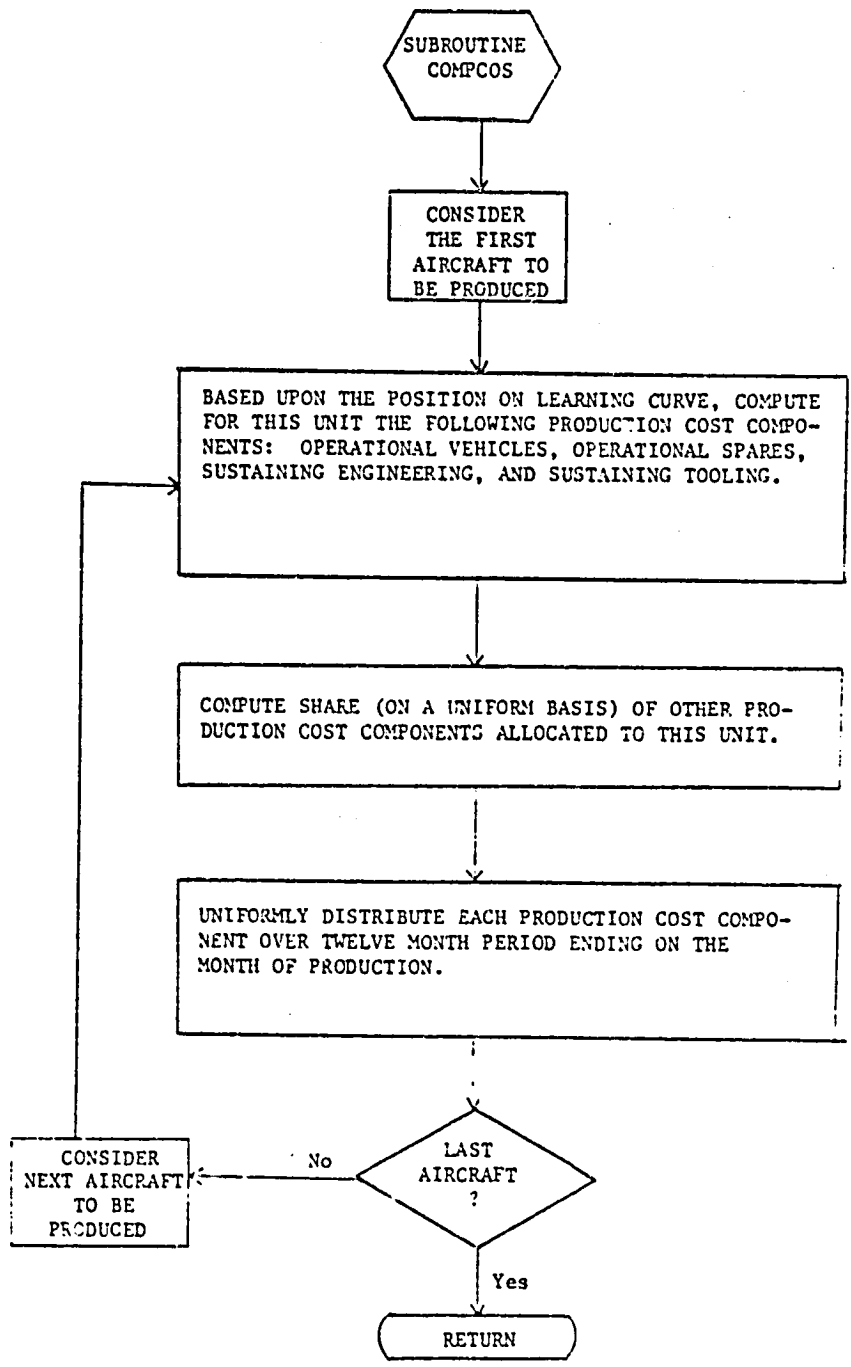 SUBROUTINE
COMPCOS
CONSIDER
THE FIRST
AIRCRAFT TO
BE PRODUCED
BASED UPON THE POSITION ON LEARNING CURVE, COMPUTE
FOR THIS UNIT THE FOLLOWING PRODUCTION COST COMPO-
NENTS: OPERATIONAL VEHICLES, OPERATIONAL SPARES,
SUSTAINING ENGINEERING, AND SUSTAINING TOOLING.
COMPUTE SHARE (ON A UNIFORM BASIS) OF OTHER PRO-
DUCTION COST COMPONENTS ALLOCATED TO THIS UNIT.
UNIFORMLY DISTRIBUTE EACH PRODUCTION COST COMPO-
NENT OVER TWELVE MONTH PERIOD ENDING ON THE
MONTH OF PRODUCTION.
LAST
AIRCRAFT
?
No
CONSIDER
NEXT AIRCRAFT
TO BE
PRODUCED
Yes
RETURN